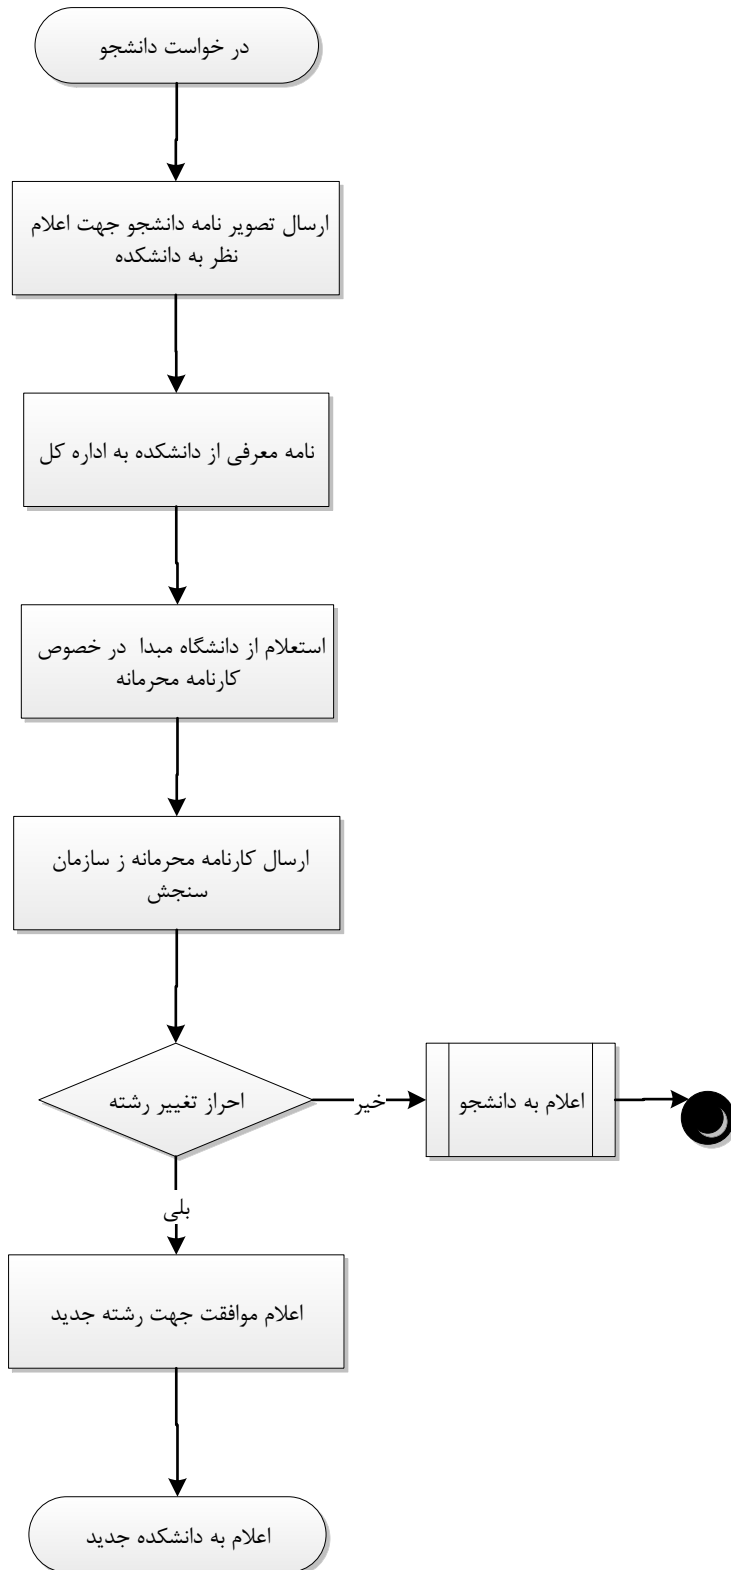 در خواست دانشجو
ارسال تصویر نامه دانشجو جهت اعلام
نظر به دانشکده
نامه معرفی از دانشکده به اداره کل
استعلام از دانشگاه مبدا در خصوص
کارنامه محرمانه
ارسال کارنامه محرمانه ز سازمان
سنجش
احراز تغییر رشته
خیر
اعلام به دانشجو
بلی
اعلام موافقت جهت رشته جدید
اعلام به دانشکده جدید